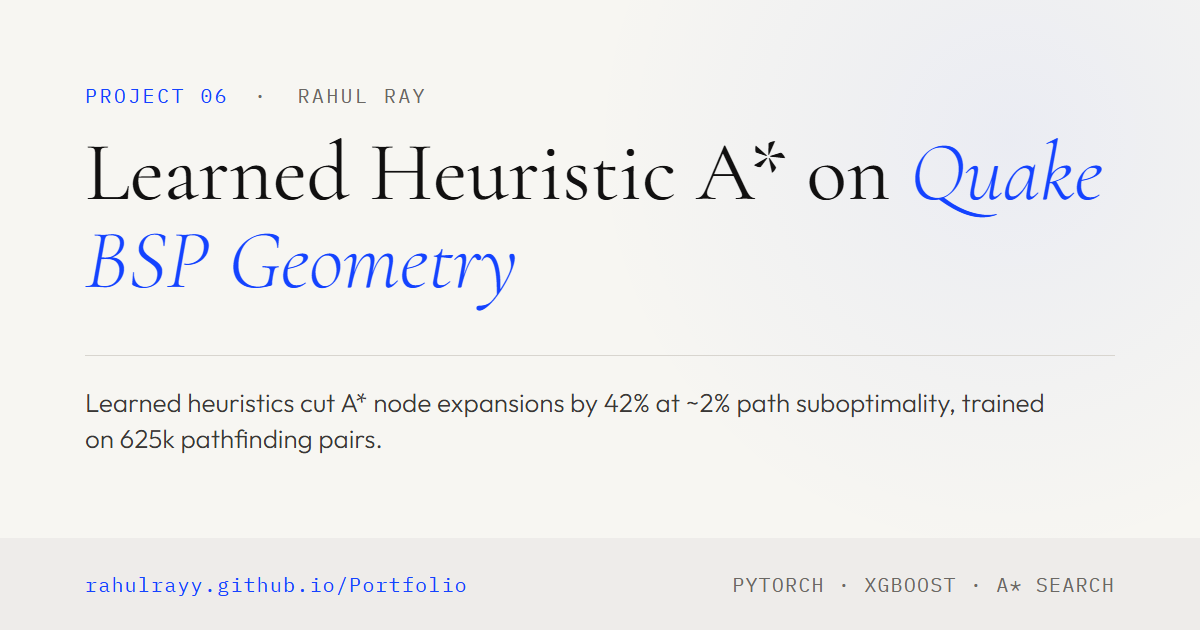 PROJECT 06 · RAHUL RAY
Learned Heuristic A* on Quake
BSP Geometry
Learned heuristics cut A* node expansions by 42% at ~2% path suboptimality, trained
on 625k pathfinding pairs.
rahulrayy.github.io/Portfolio
PYTORCH · XGBOOST · A* SEARCH